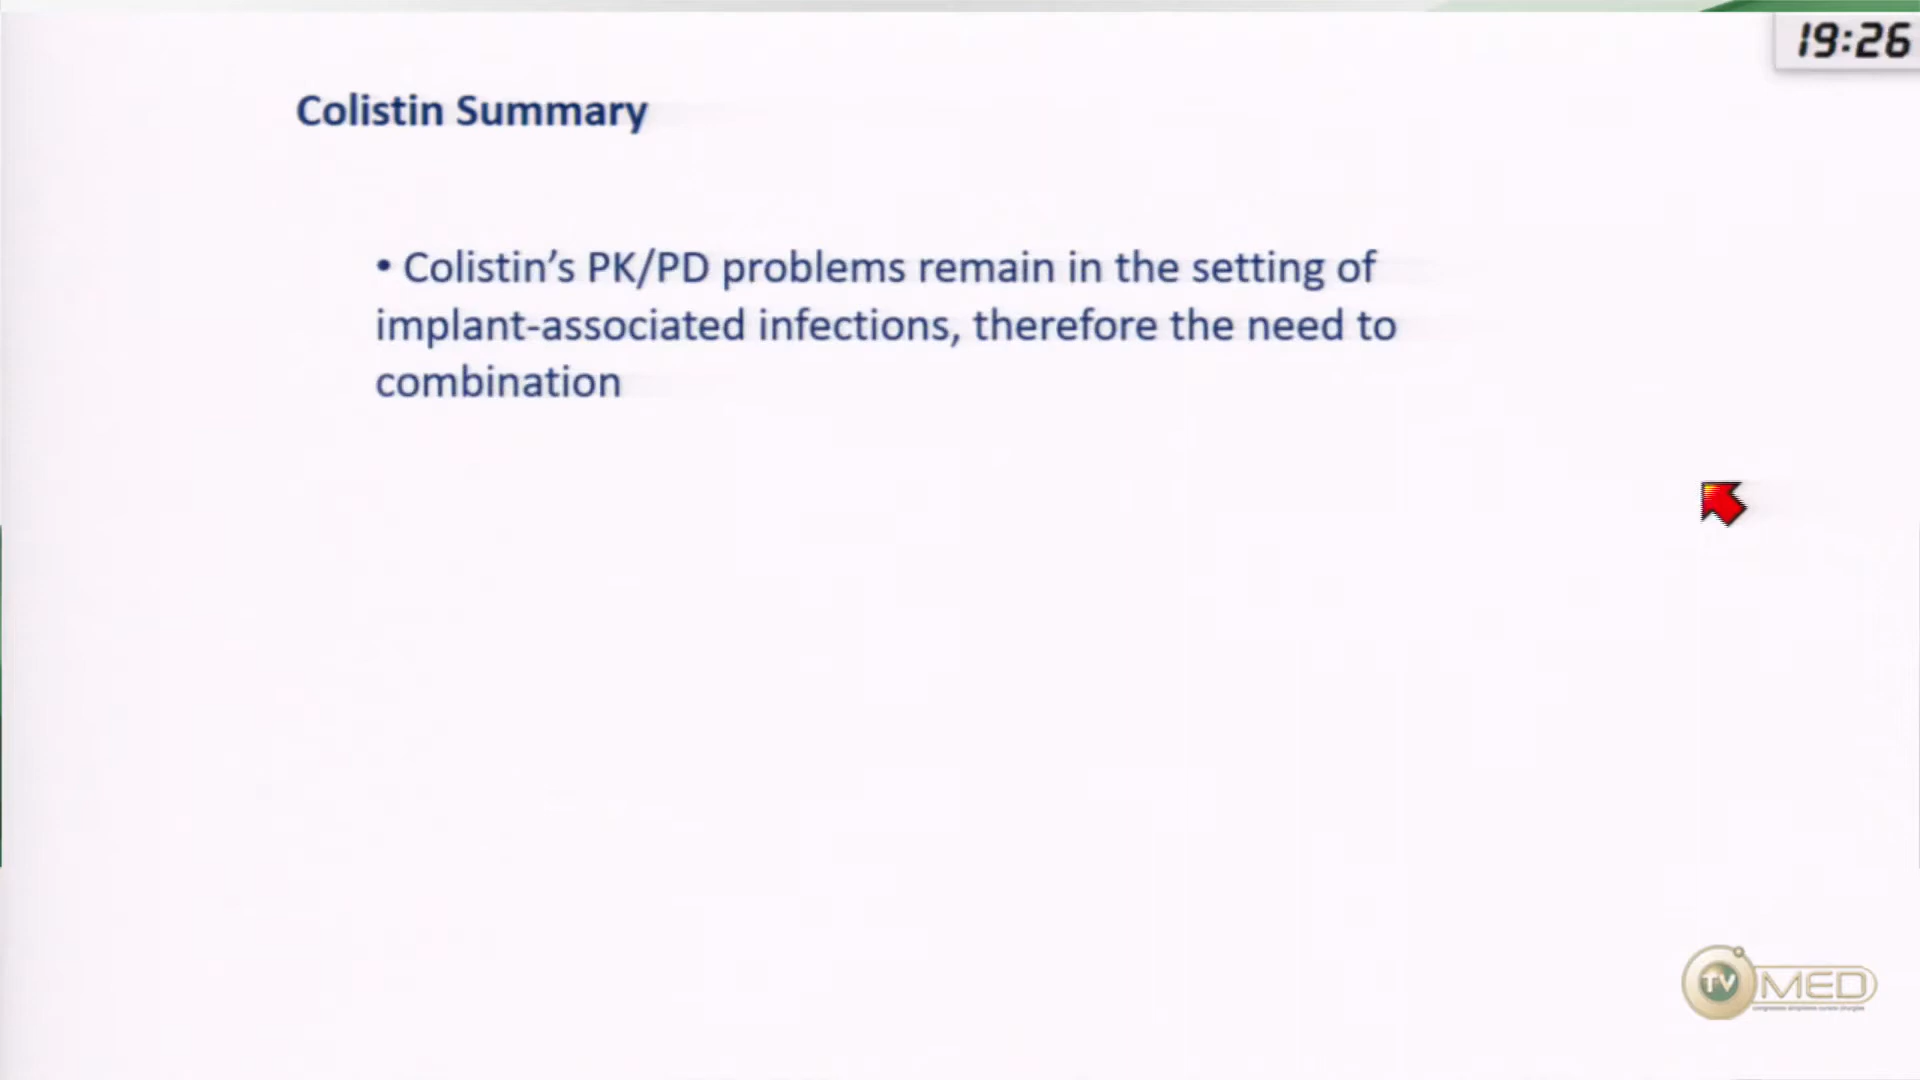 19:26
Colistin Summary
• Colistin’s PK/PD problems remain in the setting of
implant-associated infections, therefore the need to
combination
TV MED